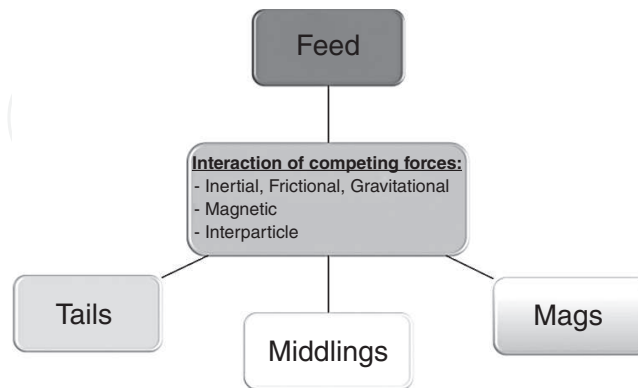 Feed
Interaction of competing forces:
- Inertial, Frictional, Gravitational
- Magnetic
- Interparticle
Tails
Middlings
Mags